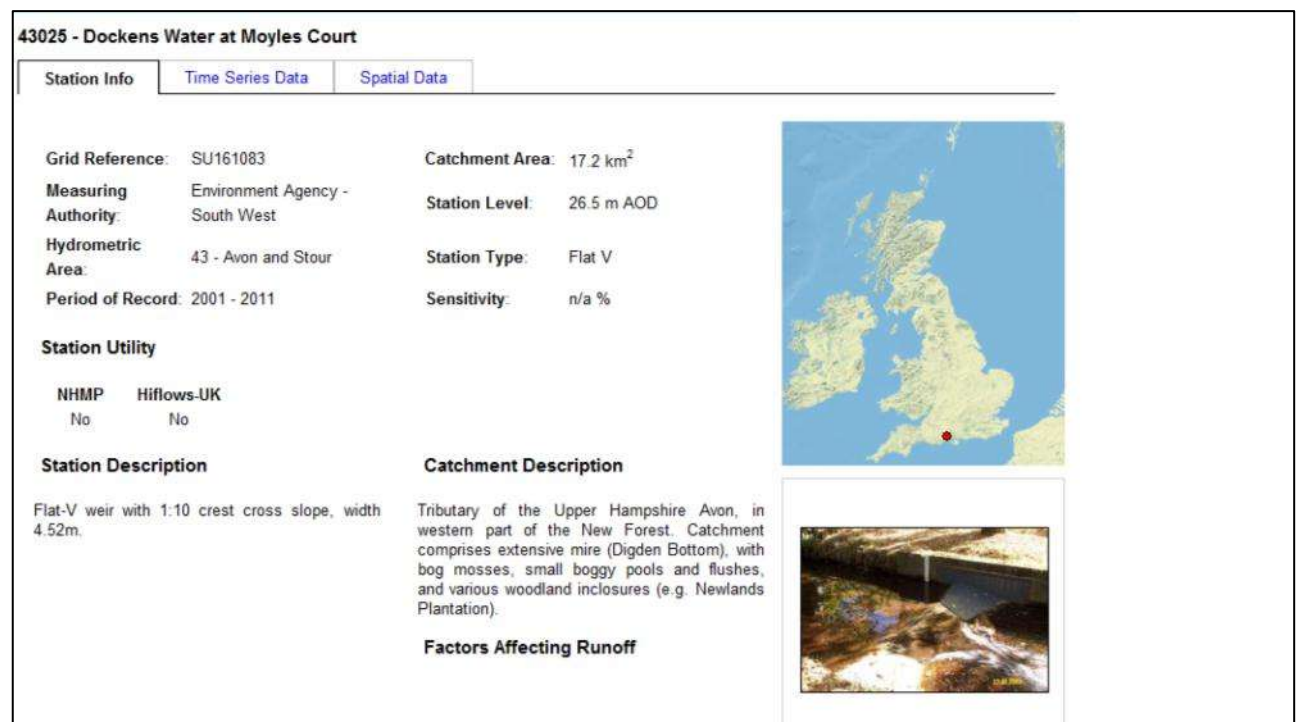 43025 - Dockens Water at Moyles Court
Station Info
Time Series Data
Spatial Data
Grid Reference: SU161083
Measuring Authority: Environment Agency -
South West
Hydrometric Area: 43 - Avon and Stour
Period of Record: 2001 - 2011
Catchment Area: 17.2 km²
Station Level: 26.5 m AOD
Station Type: Flat V
Sensitivity: n/a %
Station Utility
NHMP Hiflows-UK
No No
Station Description
Flat-V weir with 1:10 crest cross slope, width
4.52m.
Catchment Description
Tributary of the Upper Hampshire Avon, in
western part of the New Forest. Catchment
comprises extensive mire (Digden Bottom), with
bog mosses, small boggy pools and flushes,
and various woodland inclosures (e.g. Newlands
Plantation).
Factors Affecting Runoff